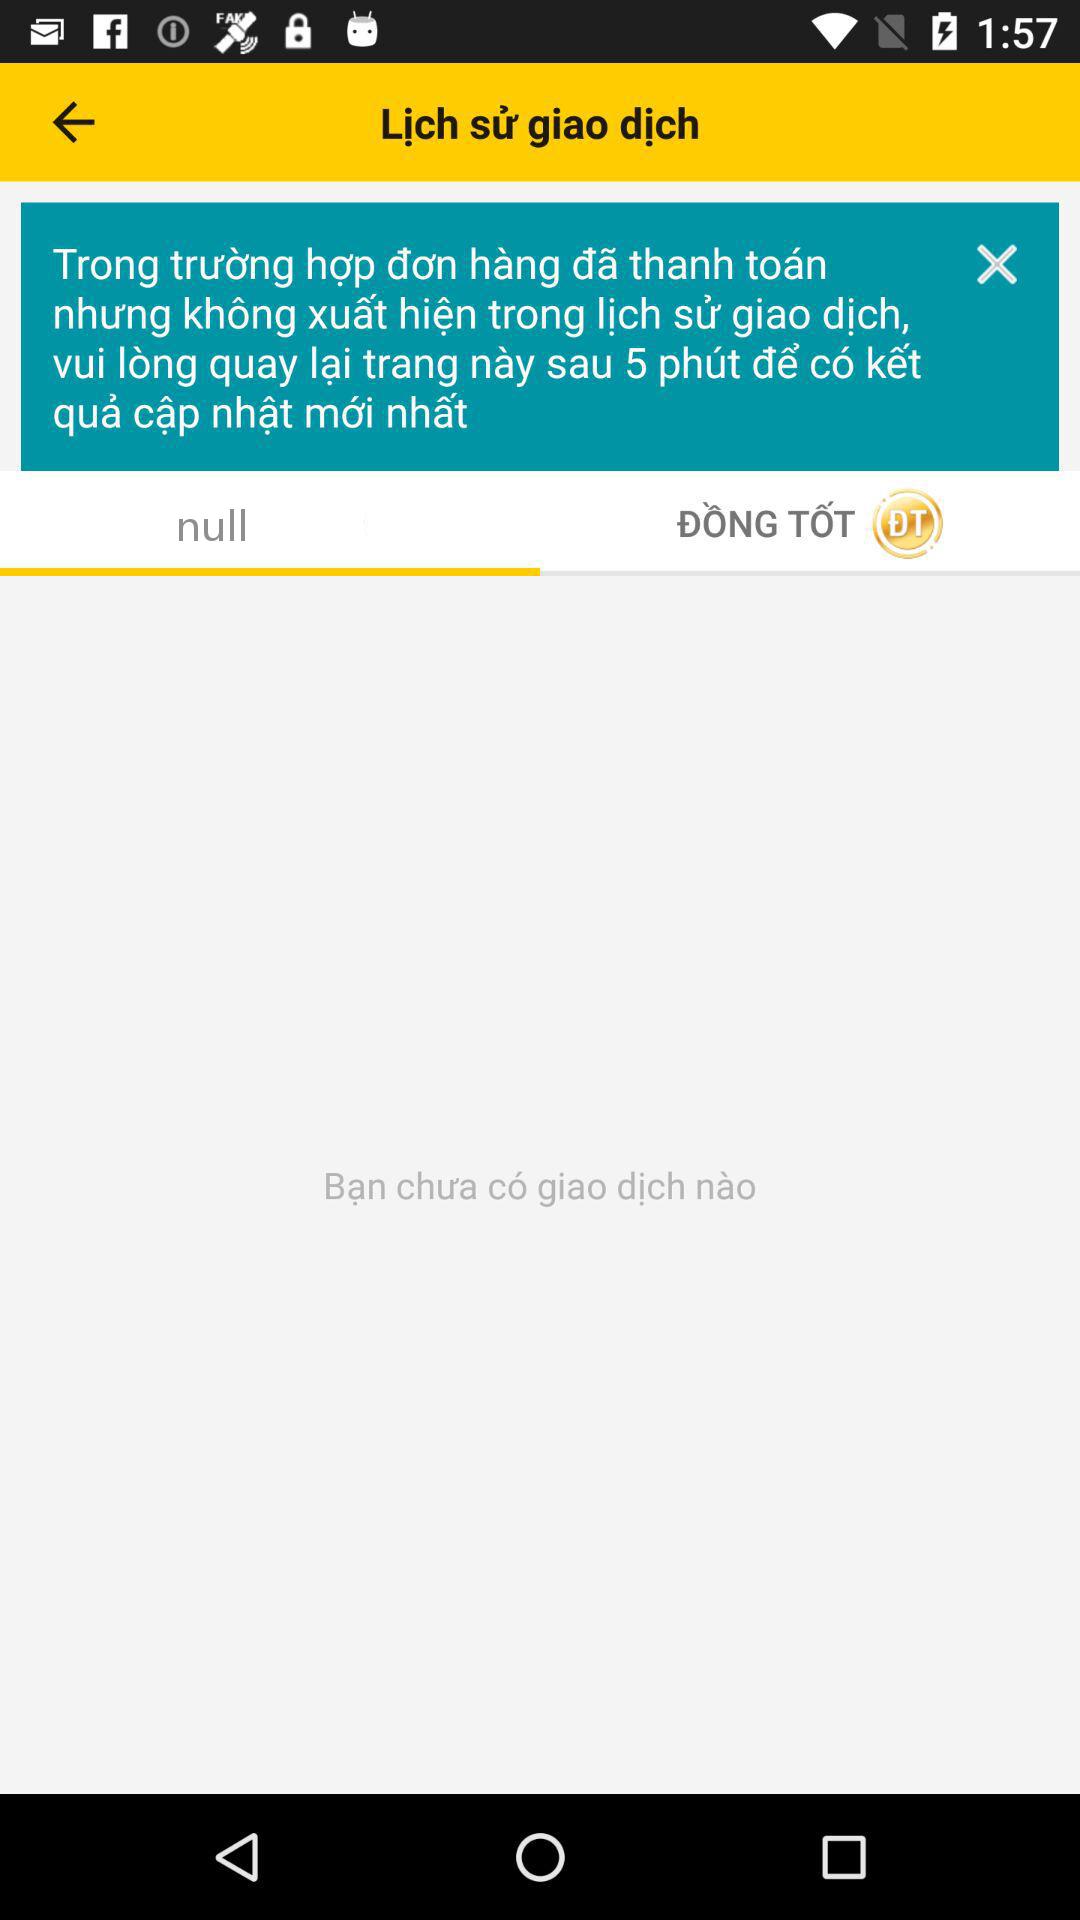 FAKE
1:57
Lịch sử giao dịch
Trong trường hợp đơn hàng đã thanh toán
nhưng không xuất hiện trong lịch sử giao dịch,
vui lòng quay lại trang này sau 5 phút để có kết
quả cập nhật mới nhất
null
ĐỒNG TỐT ĐT
Bạn chưa có giao dịch nào